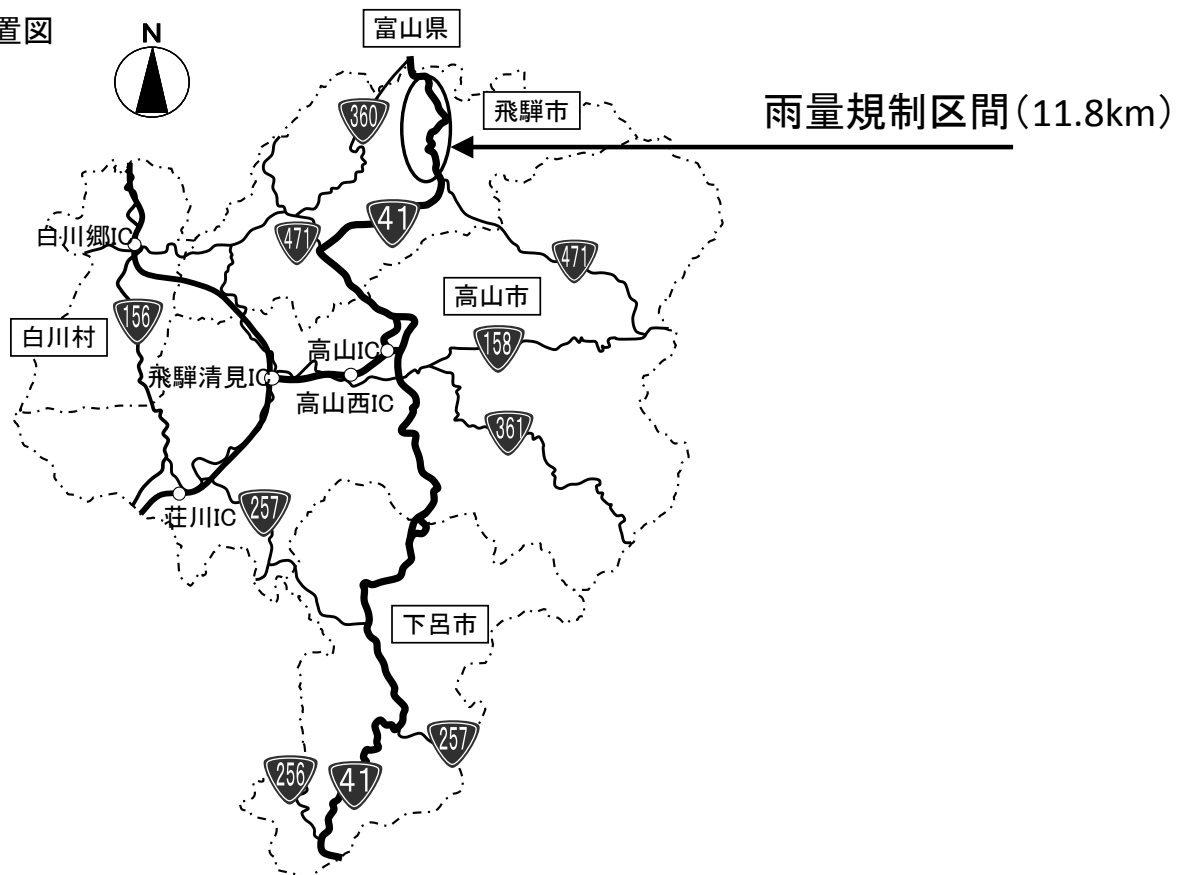 置図
N
富山県
360
飛騨市
雨量規制区間(11.8km)
41
471
白川郷IC
471
高山市
156
白川村
158
高山IC
飛騨清見IC
高山西IC
361
257
荘川IC
下呂市
257
256
41